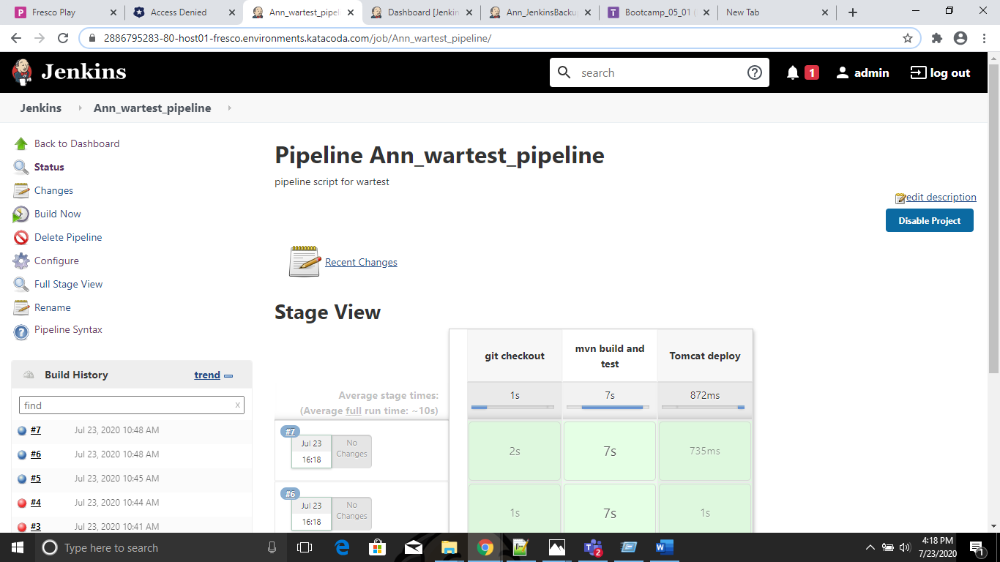 Fresco Play
Access Denied
Ann_wartest_pipel
Dashboard [Jenkin
Ann_JenkinsBacku
Bootcamp_05_01
New Tab
2886795283-80-host01-fresco.environments.katacoda.com/job/Ann_wartest_pipeline/
Jenkins
search
1
admin
log out
Jenkins
Ann_wartest_pipeline
Back to Dashboard
Status
Changes
Build Now
Delete Pipeline
Configure
Full Stage View
Rename
Pipeline Syntax
Build History
trend
find
x
#7 Jul 23, 2020 10:48 AM
#6 Jul 23, 2020 10:48 AM
#5 Jul 23, 2020 10:45 AM
#4 Jul 23, 2020 10:44 AM
#3 Jul 23, 2020 10:41 AM
Pipeline Ann_wartest_pipeline
pipeline script for wartest
edit description
Disable Project
Recent Changes
Stage View
git checkout
mvn build and
test
Tomcat deploy
Average stage times:
(Average full run time: ~10s)
1s
7s
872ms
#7
Jul 23
16:18
No
Changes
2s
7s
735ms
#6
Jul 23
16:18
No
Changes
1s
7s
1s
Type here to search
2
4:18 PM
7/23/2020
1